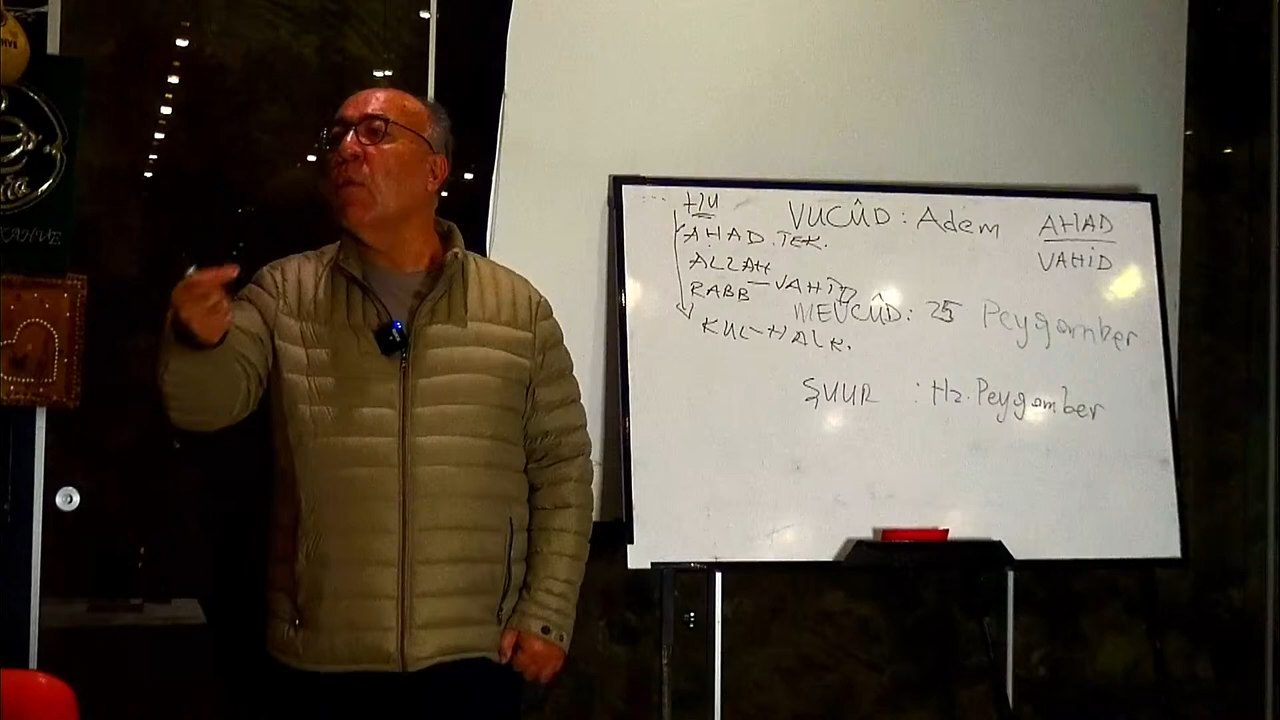 HU
AHAD. TEK.
ALLAH
RABB — VAHİD
KUL - HALK.
VUCÛD : Adem
MEVCÛD : 25 Peygamber
ŞUUR : Hz. Peygamber
AHAD
VAHİD
KAHVE